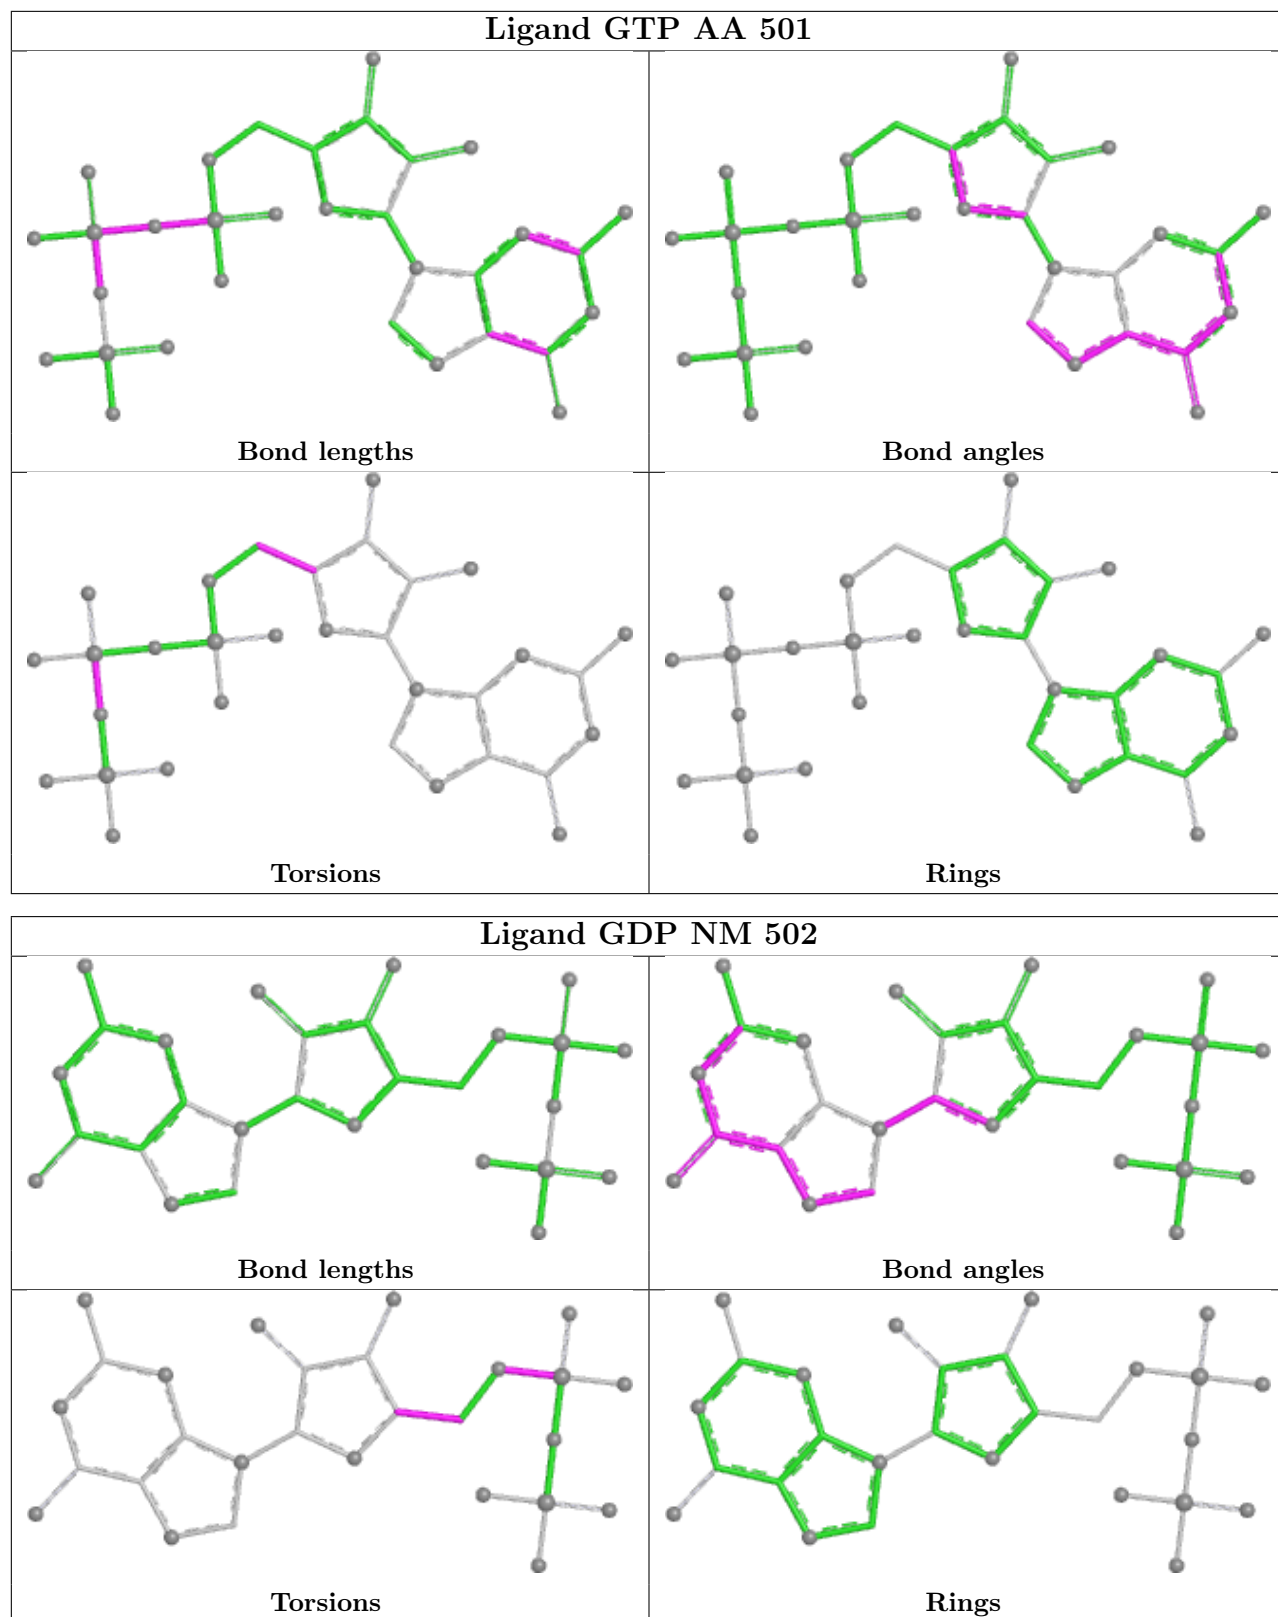 Ligand GTP AA 501
Bond lengths
Bond angles
Torsions
Rings
Ligand GDP NM 502
Bond lengths
Bond angles
Torsions
Rings